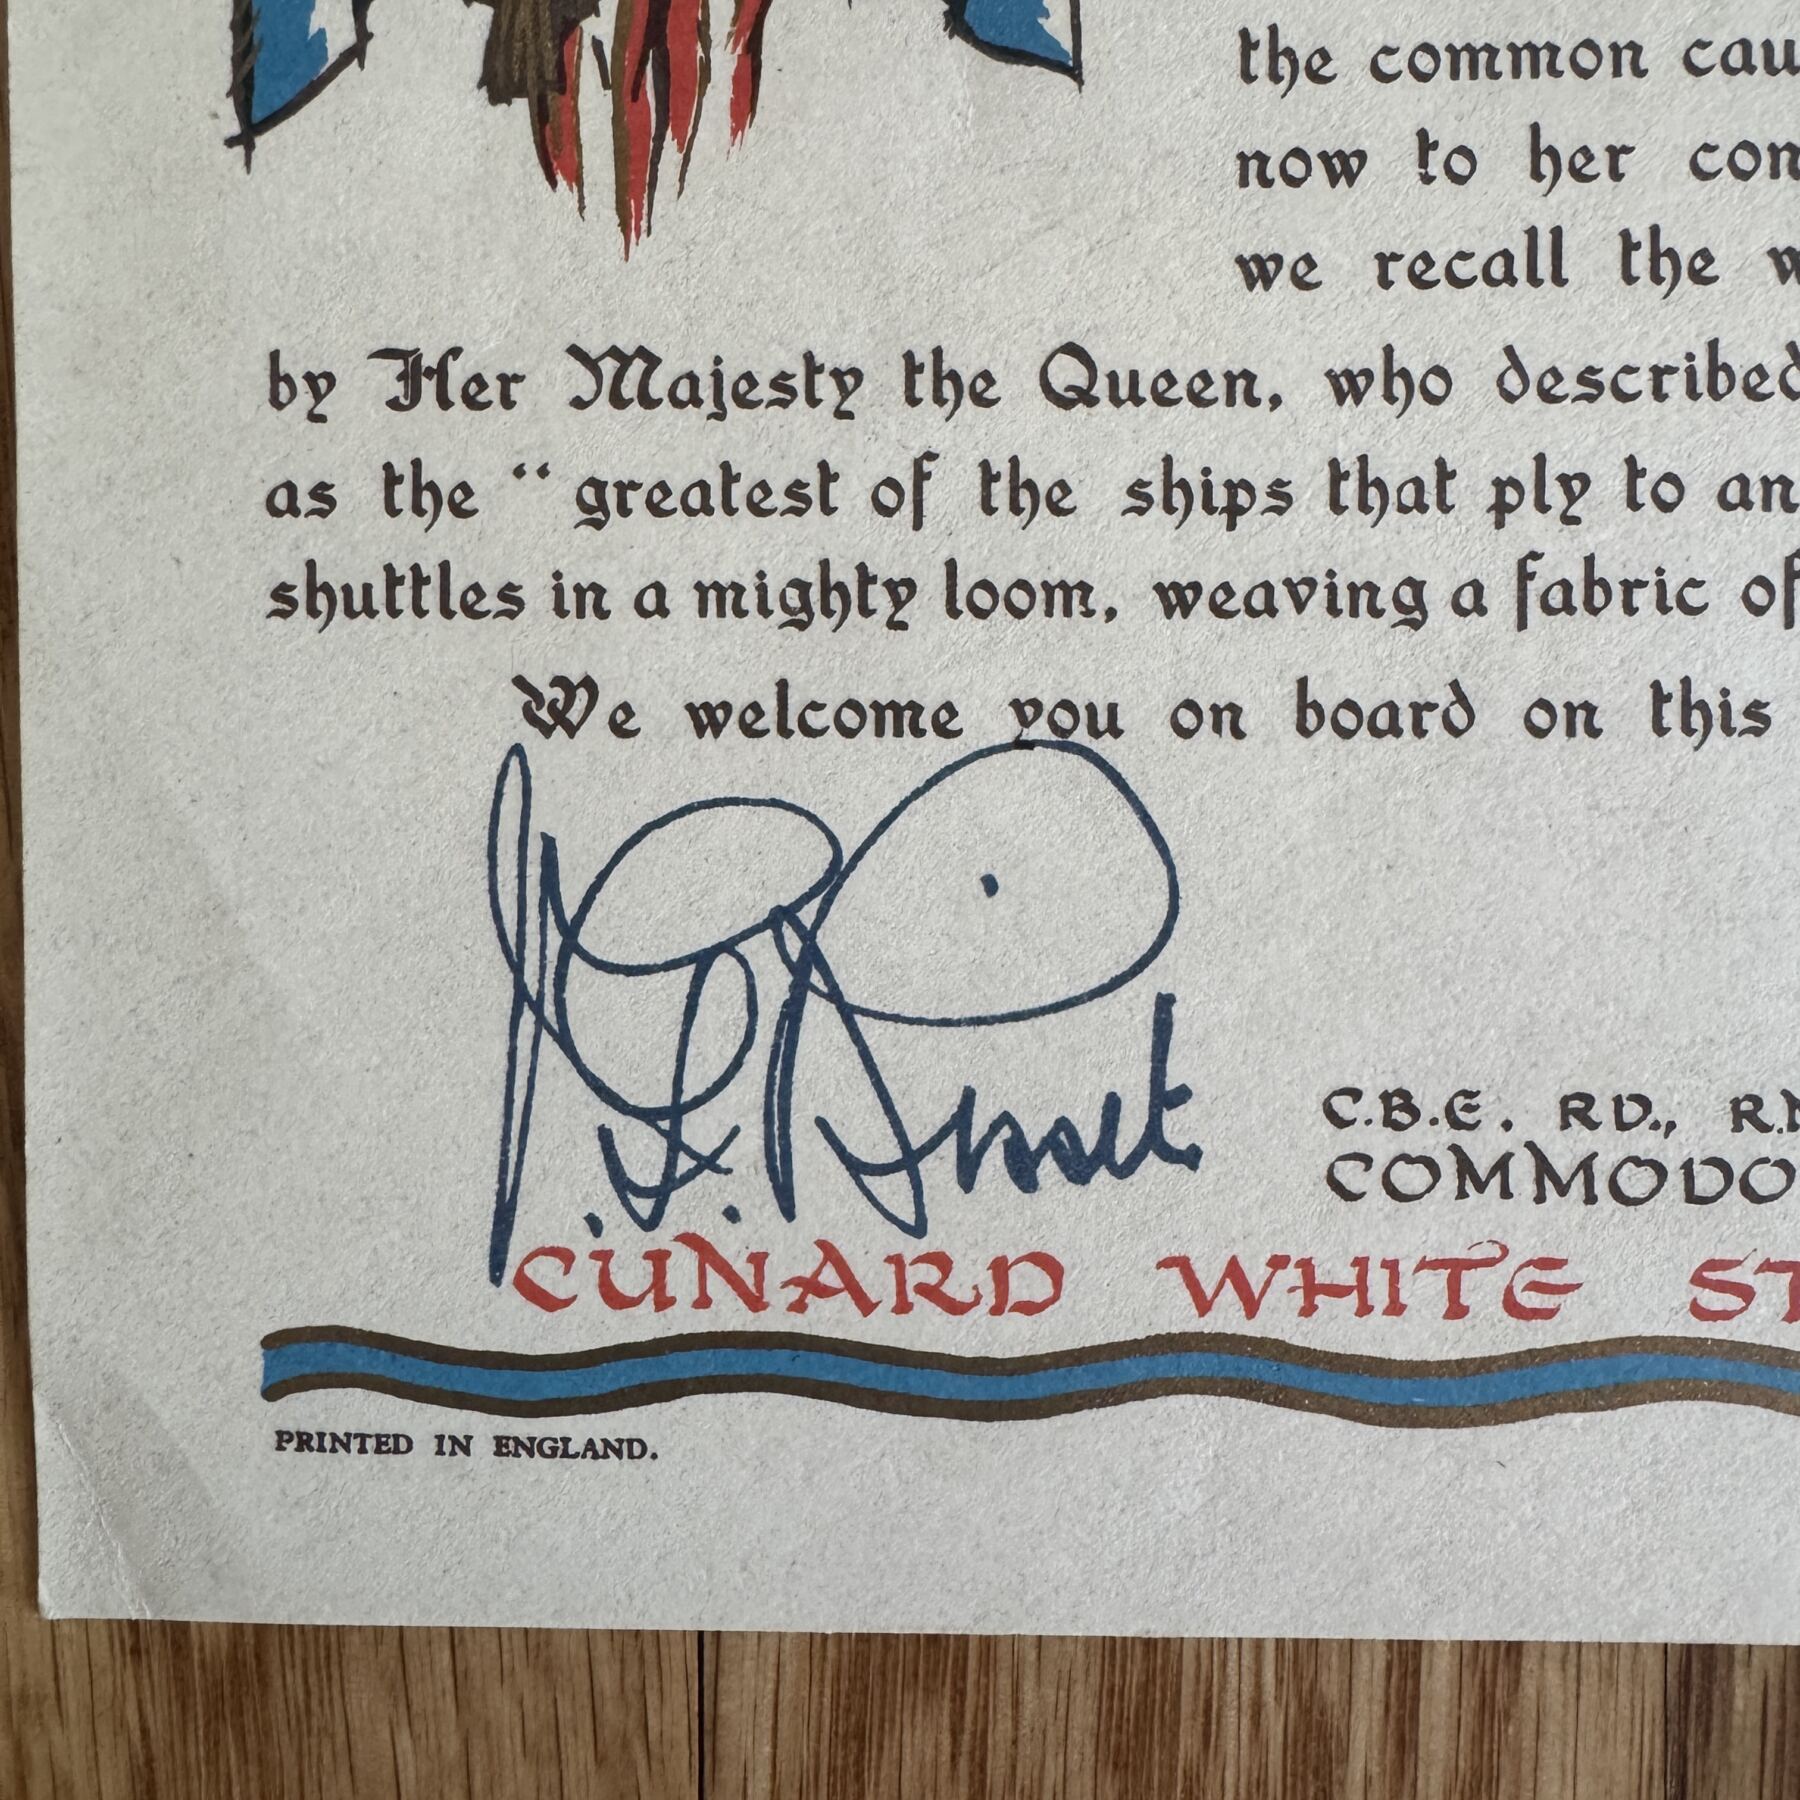 the common cau
now to her con
we recall the w
by Her Majesty the Queen, who described
as the “ greatest of the ships that ply to an
shuttles in a mighty loom, weaving a fabric of
We welcome you on board on this
C.B.E. RD., R.N
COMMODO
CUNARD WHITE ST
PRINTED IN ENGLAND.